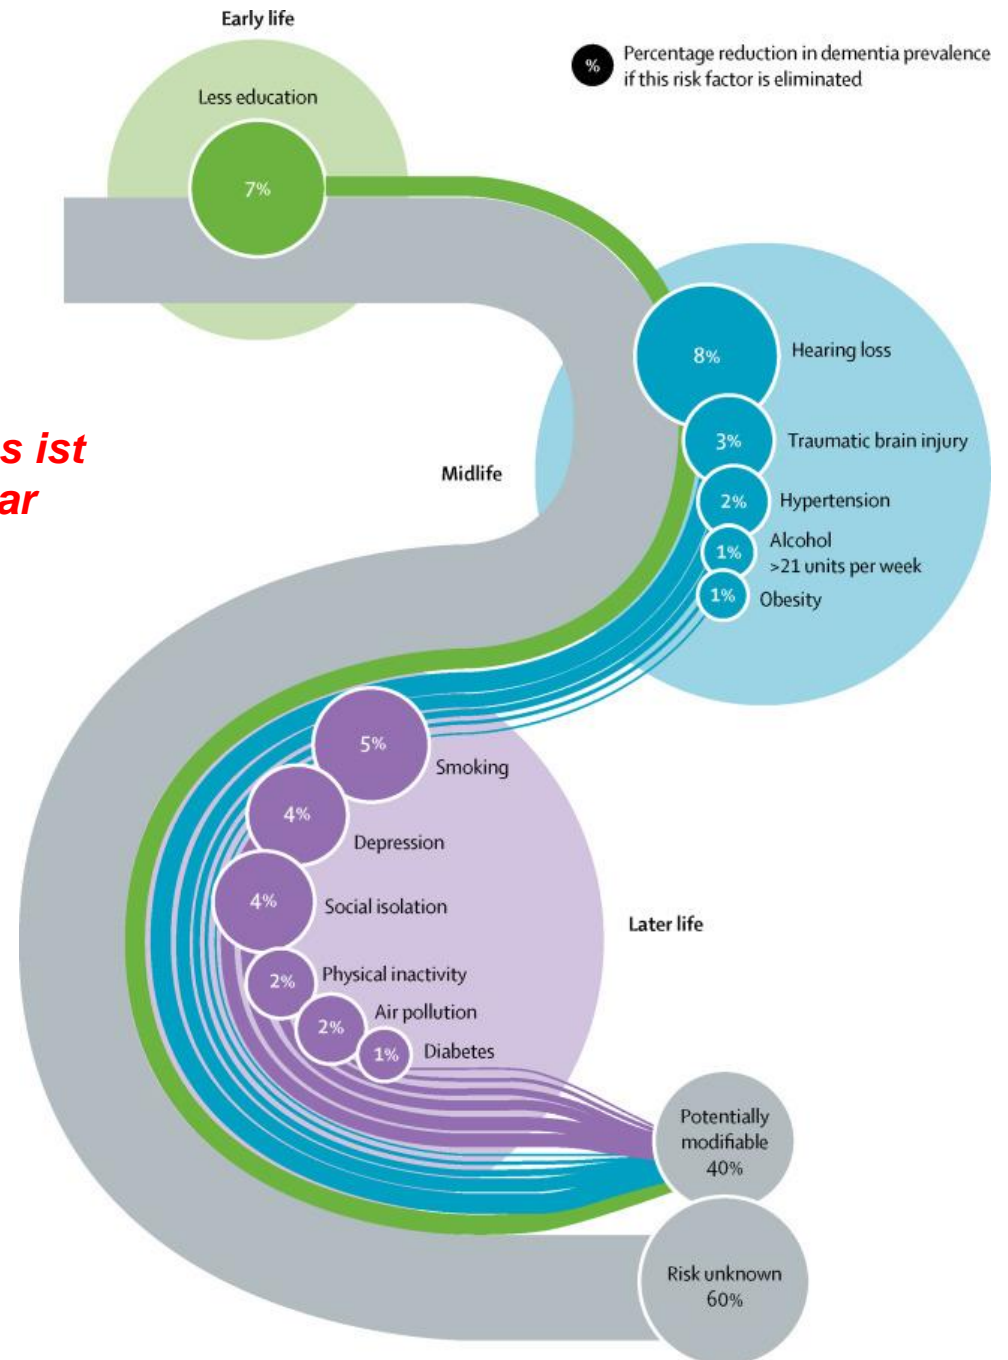 Early life
%
Percentage reduction in dementia prevalence
if this risk factor is eliminated
Less education
7%
8%
Hearing loss
s ist
ar
3%
Traumatic brain injury
Midlife
2%
Hypertension
1%
Alcohol
>21 units per week
1%
Obesity
5%
Smoking
4%
Depression
4%
Social isolation
Later life
2%
Physical inactivity
2%
Air pollution
1%
Diabetes
Potentially
modifiable
40%
Risk unknown
60%